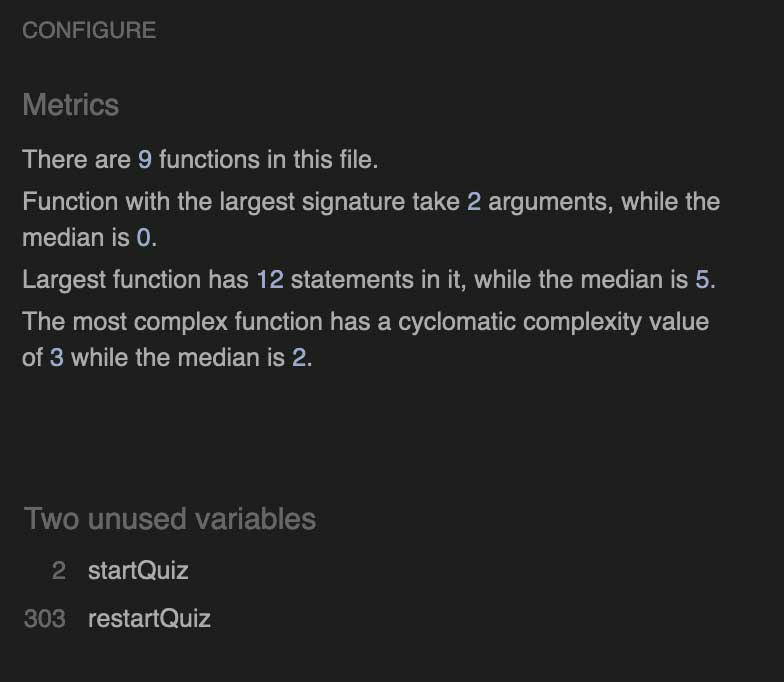 CONFIGURE
Metrics
There are 9 functions in this file.
Function with the largest signature take 2 arguments, while the
median is 0.
Largest function has 12 statements in it, while the median is 5.
The most complex function has a cyclomatic complexity value
of 3 while the median is 2.
Two unused variables
2 startQuiz
303 restartQuiz